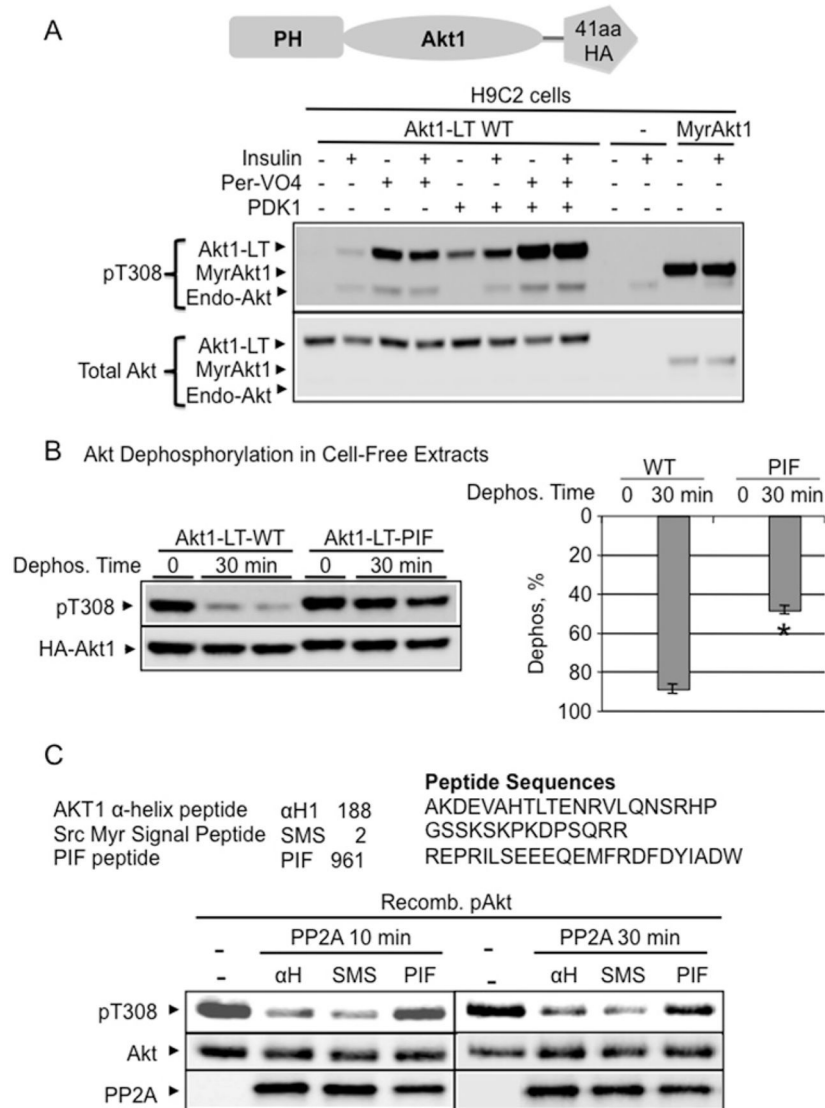 A
PH
Akt1
41aa
HA
H9C2 cells
Akt1-LT WT - MyrAkt1
Insulin - + - + - + - + - + - +
Per-VO4 - - + + - - + + - - - -
PDK1 - - - - + + + + - - - -
pT308
Akt1-LT
MyrAkt1
Endo-Akt
Total Akt
Akt1-LT
MyrAkt1
Endo-Akt
B Akt Dephosphorylation in Cell-Free Extracts
Akt1-LT-WT Akt1-LT-PIF
Dephos. Time 0 30 min 0 30 min
pT308
HA-Akt1
WT PIF
Dephos. Time 0 30 min 0 30 min
Dephos, %
0
20
40
60
80
100
*
C
Peptide Sequences
AKT1 α-helix peptide αH1 188 AKDEVAHTLTENRVLQNSRHP
Src Myr Signal Peptide SMS 2 GSSKSKPKDPSQRR
PIF peptide PIF 961 REPRILSEEEQEMFRDFDYIADW
Recomb. pAkt
- PP2A 10 min - PP2A 30 min
- αH SMS PIF - αH SMS PIF
pT308
Akt
PP2A